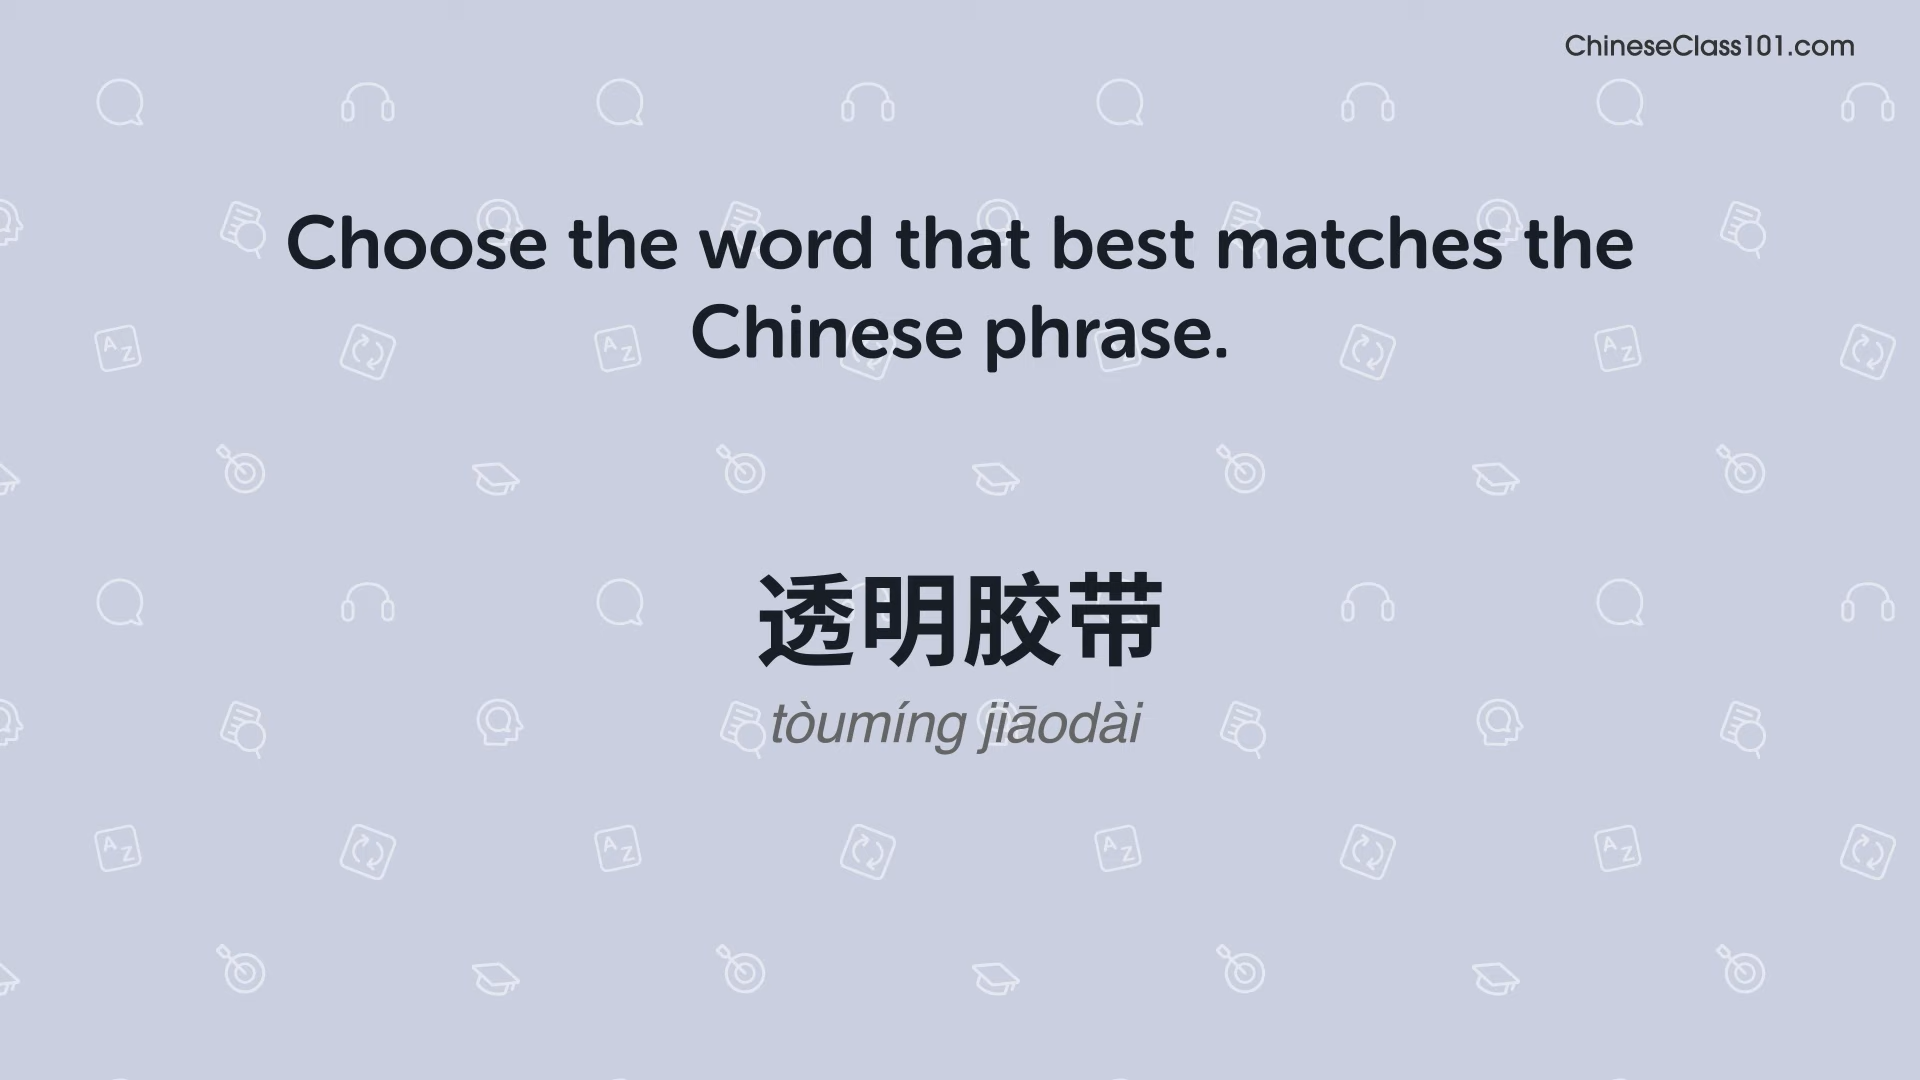 ChineseClass101.com
Choose the word that best matches the
Chinese phrase.
透明胶带
tòumíng jiāodài